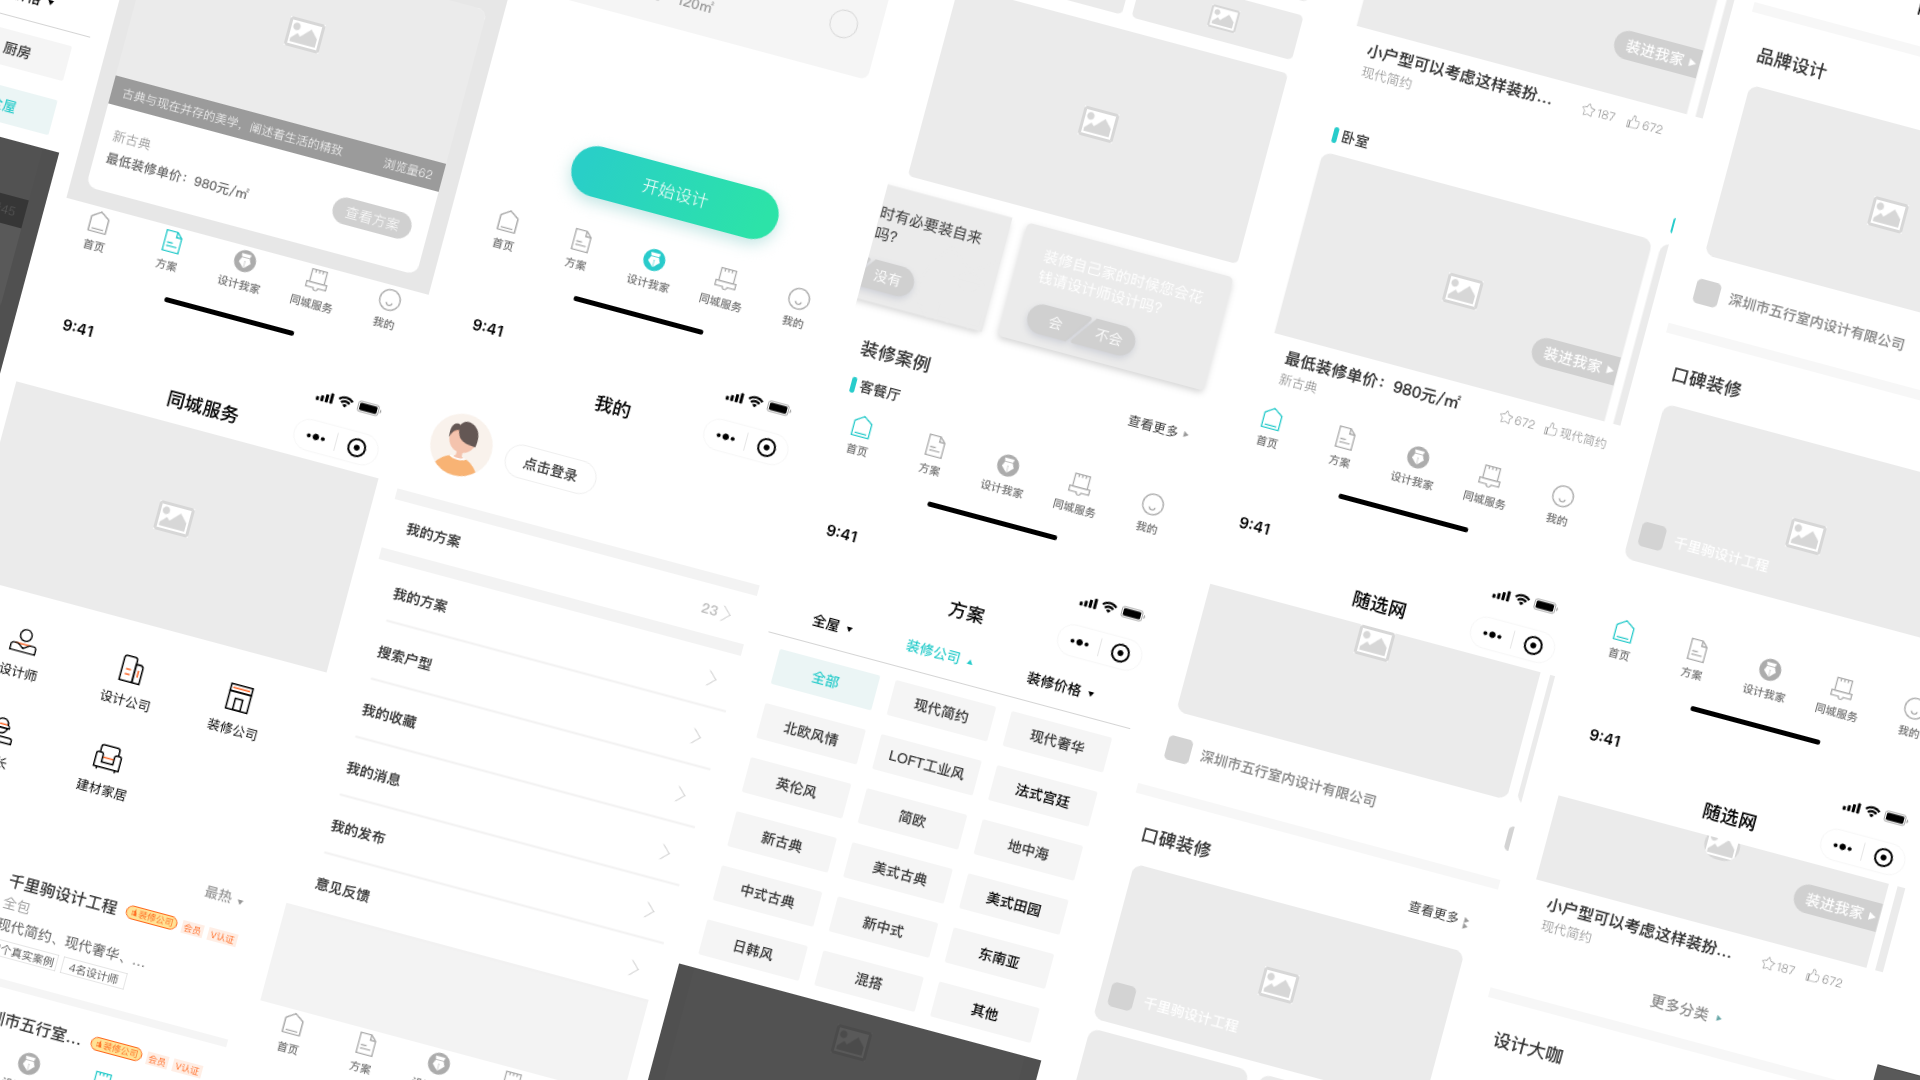 厨房
古典与现在并存的美学，阐述着生活的精致
浏览量62
新古典
最低装修单价：980元/㎡
查看方案
首页
方案
设计我家
同城服务
我的
9:41
同城服务
设计师
设计公司
装修公司
建材家居
最热
千里驹设计工程
装修公司
会员
V认证
全包
现代简约、现代奢华、...
个真实案例
4名设计师
市五行室...
装修公司
会员
V认证
120㎡
开始设计
首页
方案
设计我家
同城服务
我的
9:41
我的
点击登录
我的方案
我的方案
23
搜索户型
我的收藏
我的消息
我的发布
意见反馈
首页
方案
时有必要装自来
吗?
没有
装修自己家的时候您会花
钱请设计师设计吗?
会
不会
装修案例
客餐厅
查看更多
首页
方案
设计我家
同城服务
我的
9:41
方案
全屋
装修公司
装修价格
全部
现代简约
现代奢华
北欧风情
LOFT工业风
法式宫廷
英伦风
简欧
地中海
新古典
美式古典
美式田园
中式古典
新中式
东南亚
日韩风
混搭
其他
装进我家
小户型可以考虑这样装扮...
现代简约
187
672
卧室
装进我家
最低装修单价：980元/㎡
新古典
672
现代简约
首页
方案
设计我家
同城服务
我的
9:41
随选网
深圳市五行室内设计有限公司
口碑装修
查看更多
千里驹设计工程
品牌设计
深圳市五行室内设计有限公司
口碑装修
千里驹设计工程
首页
方案
设计我家
同城服务
我的
9:41
随选网
装进我家
小户型可以考虑这样装扮...
现代简约
187
672
更多分类
设计大咖